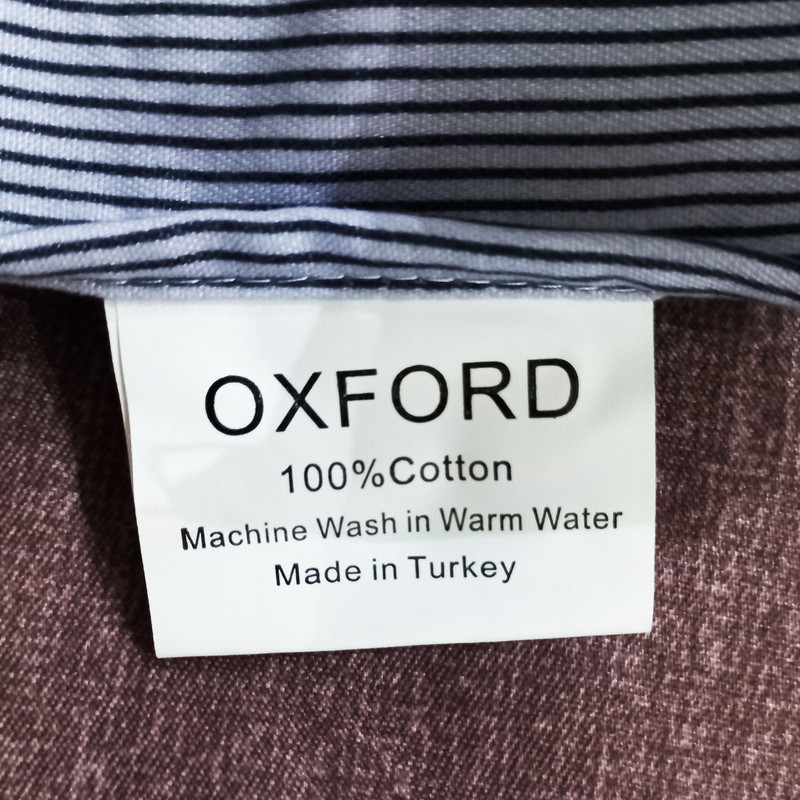 OXFORD
100%Cotton
Machine Wash in Warm Water
Made in Turkey